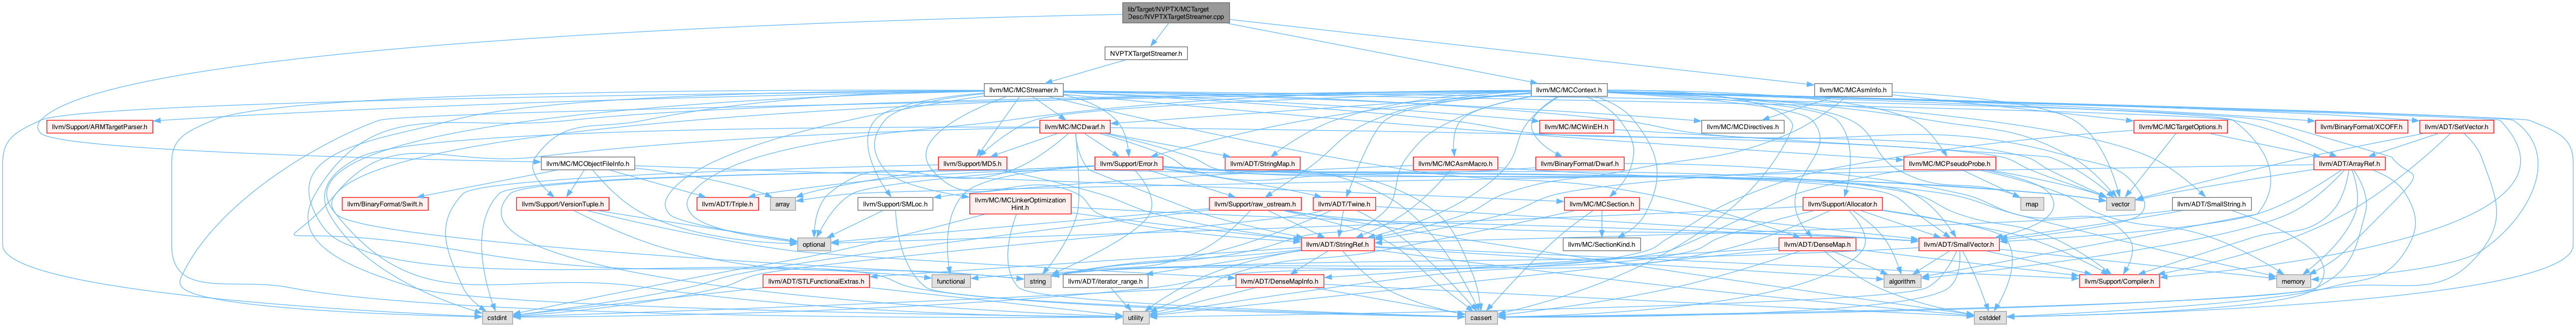 lib/Target/NVPTX/MCTarget
Desc/NVPTXTargetStreamer.cpp
NVPTXTargetStreamer.h
llvm/MC/MCStreamer.h
llvm/MC/MCContext.h
llvm/MC/MCAsmInfo.h
llvm/Support/ARMTargetParser.h
llvm/MC/MCDwarf.h
llvm/MC/MCWinEH.h
llvm/MC/MCDirectives.h
llvm/MC/MCTargetOptions.h
llvm/BinaryFormat/XCOFF.h
llvm/ADT/SetVector.h
llvm/MC/MCObjectFileInfo.h
llvm/Support/MD5.h
llvm/Support/Error.h
llvm/ADT/StringMap.h
llvm/MC/MCAsmMacro.h
llvm/BinaryFormat/Dwarf.h
llvm/MC/MCPseudoProbe.h
llvm/ADT/ArrayRef.h
llvm/BinaryFormat/Swift.h
llvm/Support/VersionTuple.h
llvm/ADT/Triple.h
array
llvm/Support/SMLoc.h
llvm/MC/MCLinkerOptimization
Hint.h
llvm/Support/raw_ostream.h
llvm/ADT/Twine.h
llvm/MC/MCSection.h
llvm/Support/Allocator.h
map
vector
llvm/ADT/SmallString.h
optional
llvm/ADT/StringRef.h
llvm/MC/SectionKind.h
llvm/ADT/DenseMap.h
llvm/ADT/SmallVector.h
llvm/ADT/STLFunctionalExtras.h
functional
string
llvm/ADT/iterator_range.h
llvm/ADT/DenseMapInfo.h
algorithm
llvm/Support/Compiler.h
memory
cstdint
utility
cassert
cstddef